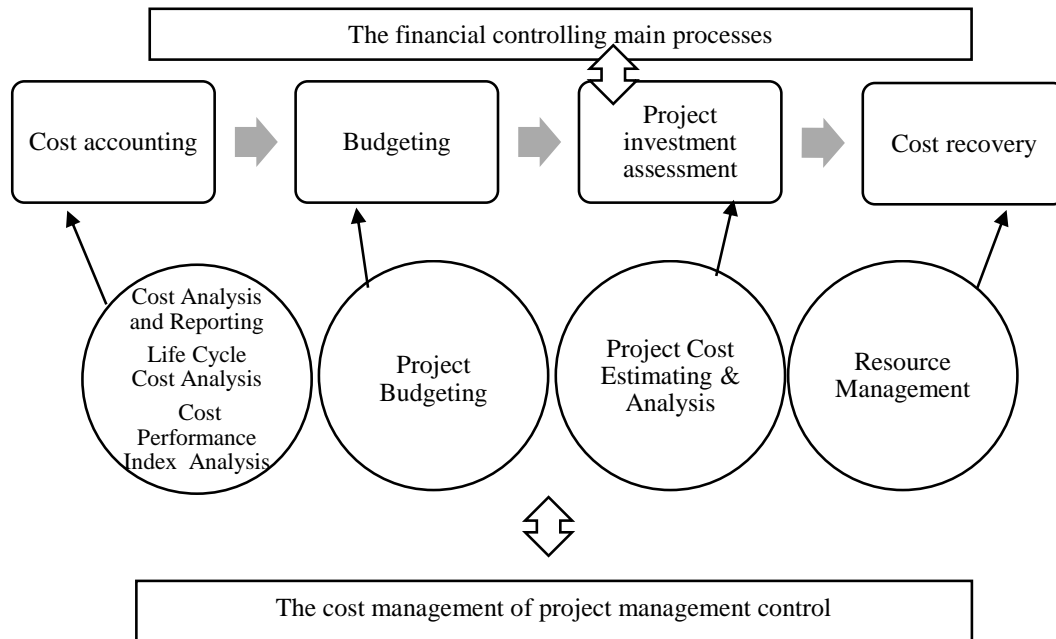 The financial controlling main processes
Cost accounting
Budgeting
Project
investment
assessment
Cost recovery
Cost Analysis
and Reporting
Life Cycle
Cost Analysis
Cost
Performance
Index Analysis
Project
Budgeting
Project Cost
Estimating &
Analysis
Resource
Management
The cost management of project management control